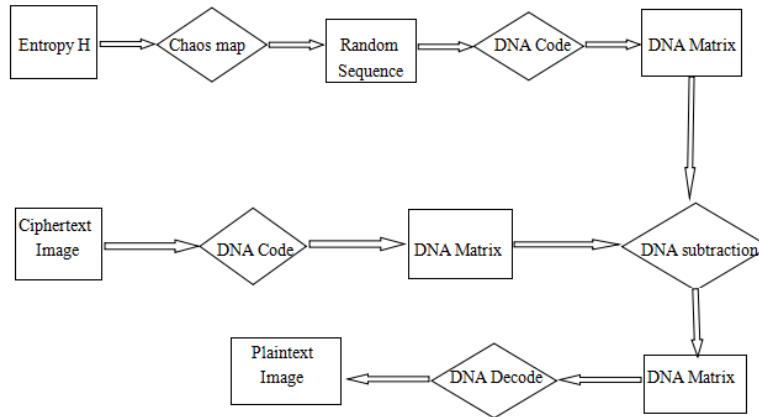 Entropy H
Chaos map
Random
Sequence
DNA Code
DNA Matrix
Ciphertext
Image
DNA Code
DNA Matrix
DNA subtraction
Plaintext
Image
DNA Decode
DNA Matrix